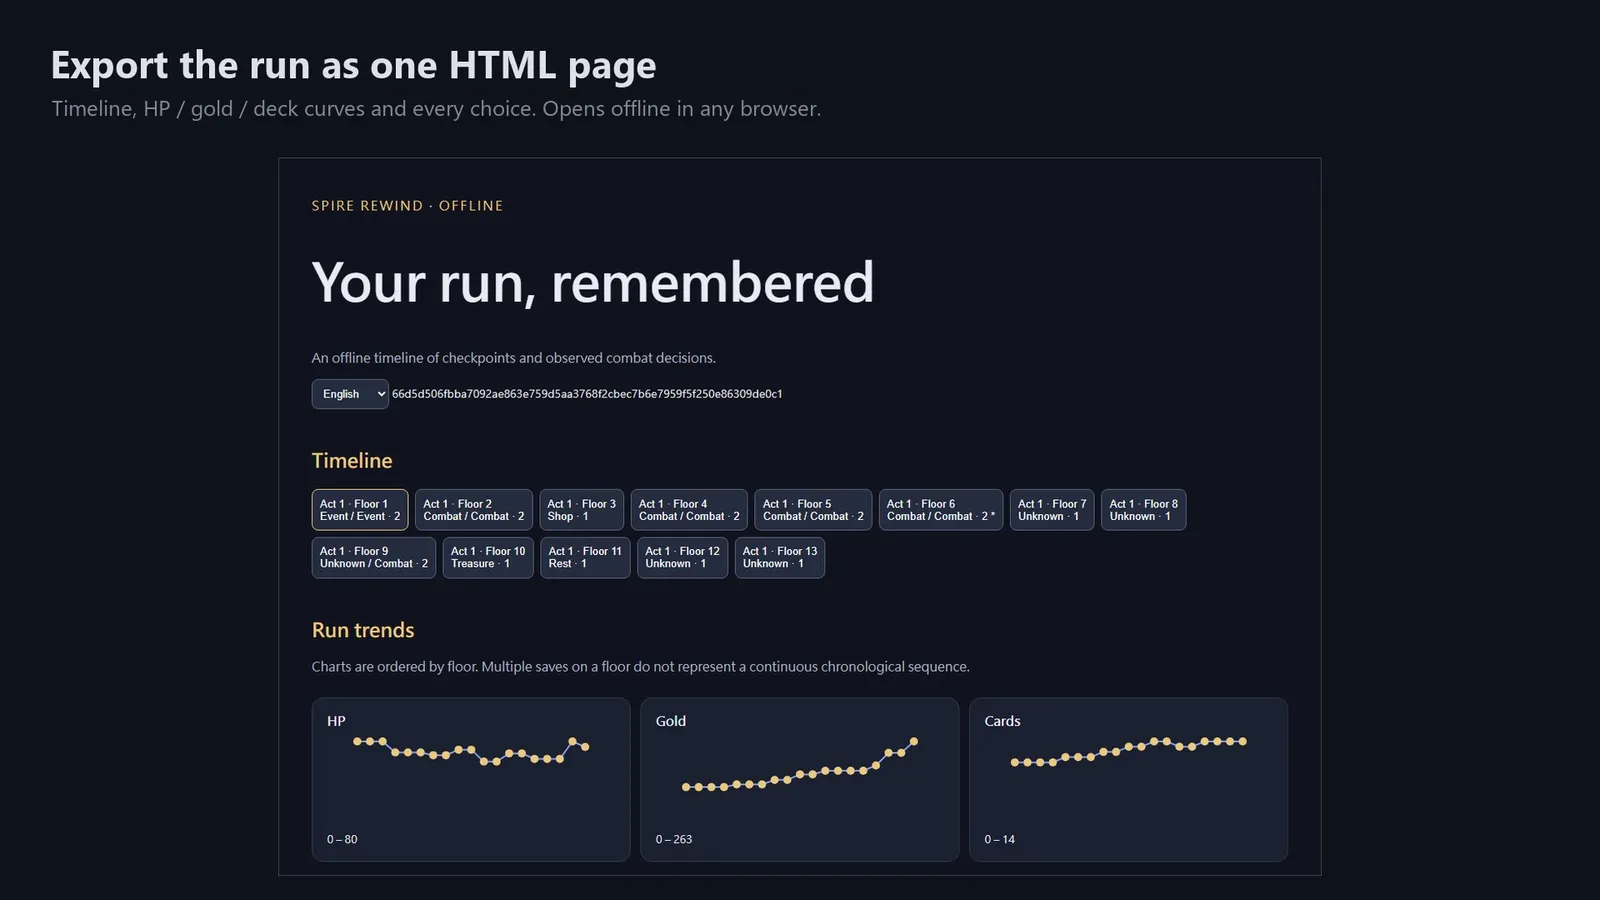 Export the run as one HTML page
Timeline, HP / gold / deck curves and every choice. Opens offline in any browser.
SPIRE REWIND · OFFLINE
Your run, remembered
An offline timeline of checkpoints and observed combat decisions.
English 66d5d506fbba7092ae863e759d5aa3768f2cbec7b6e7959f5f250e86309de0c1
Timeline
Act 1 · Floor 1
Event / Event · 2
Act 1 · Floor 2
Combat / Combat · 2
Act 1 · Floor 3
Shop · 1
Act 1 · Floor 4
Combat / Combat · 2
Act 1 · Floor 5
Combat / Combat · 2
Act 1 · Floor 6
Combat / Combat · 2 *
Act 1 · Floor 7
Unknown · 1
Act 1 · Floor 8
Unknown · 1
Act 1 · Floor 9
Unknown / Combat · 2
Act 1 · Floor 10
Treasure · 1
Act 1 · Floor 11
Rest · 1
Act 1 · Floor 12
Unknown · 1
Act 1 · Floor 13
Unknown · 1
Run trends
Charts are ordered by floor. Multiple saves on a floor do not represent a continuous chronological sequence.
HP
0 – 80
Gold
0 – 263
Cards
0 – 14